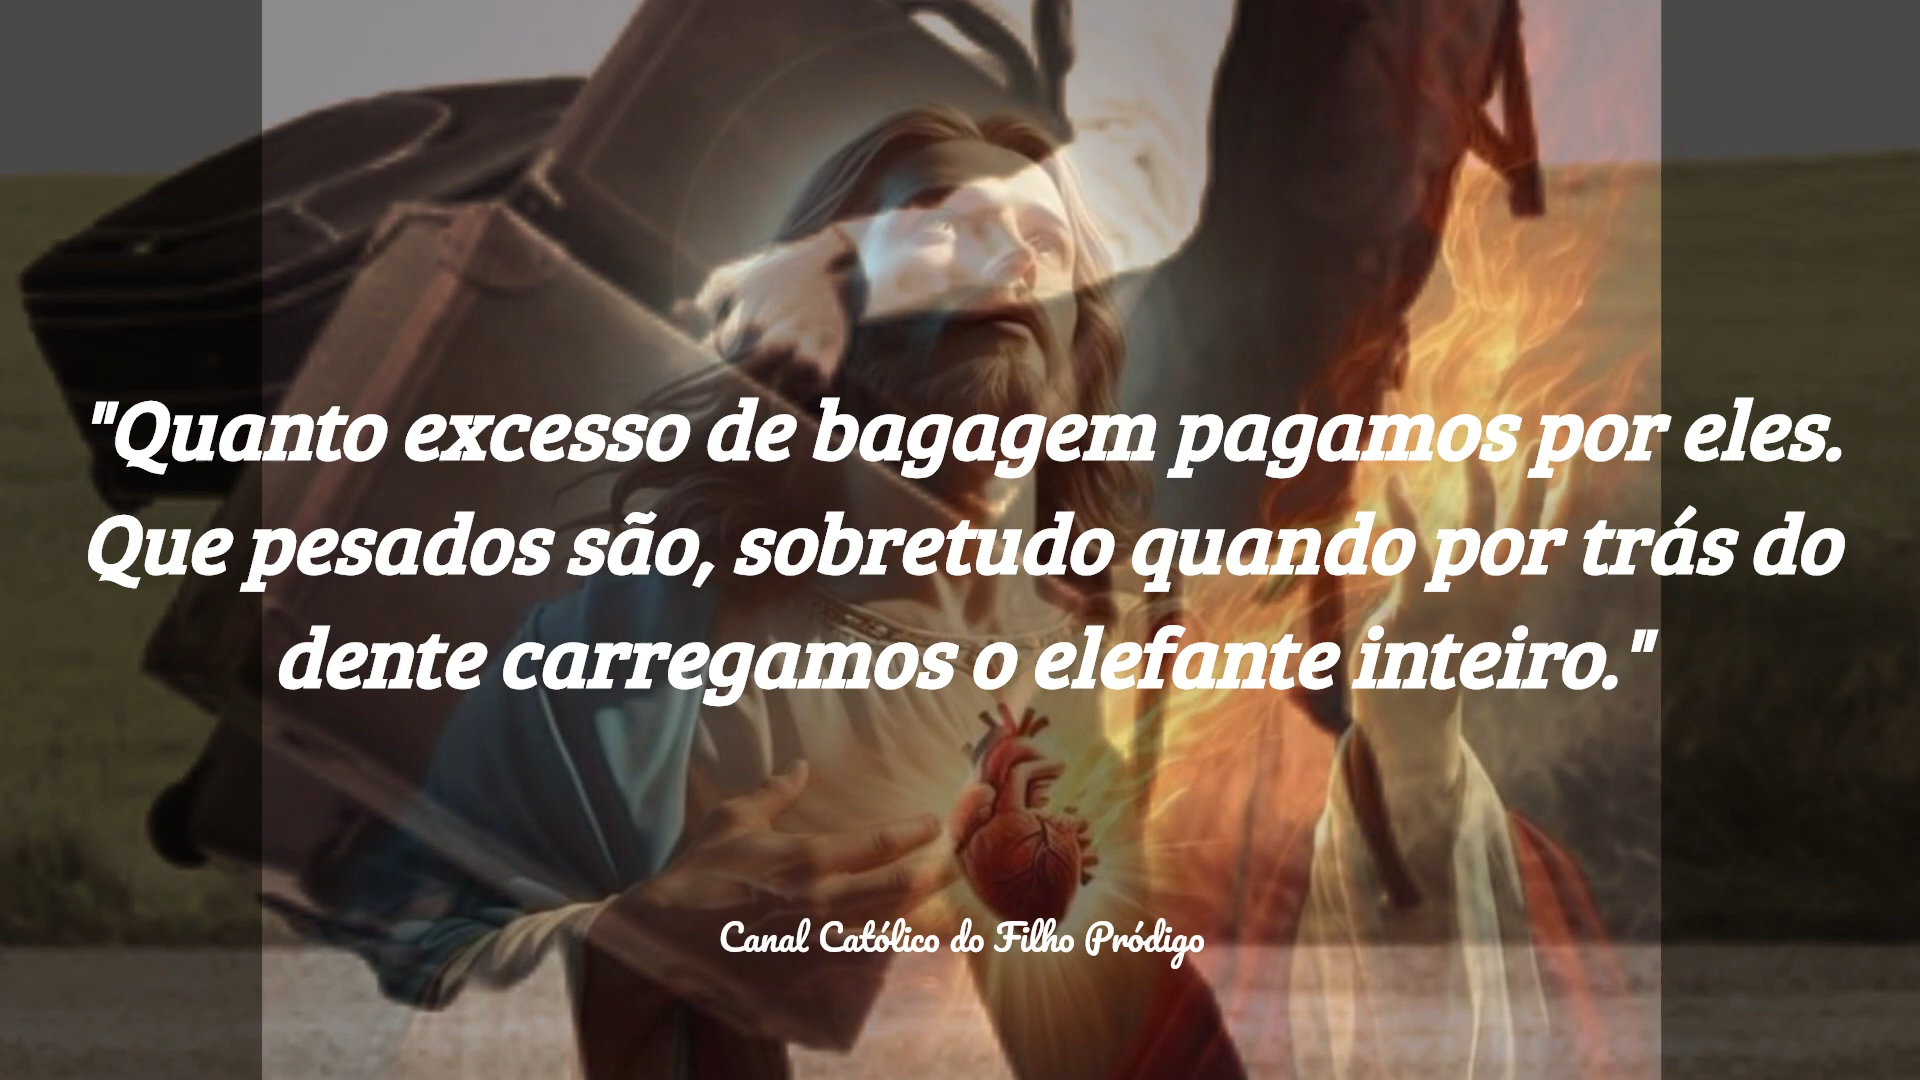 "Quanto excesso de bagagem pagamos por eles.
Que pesados são, sobretudo quando por trás do
dente carregamos o elefante inteiro."
Canal Católico do Filho Pródigo